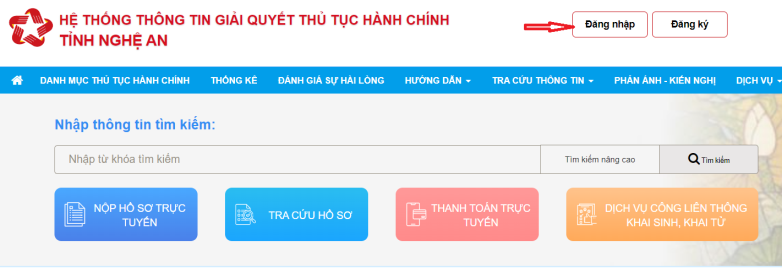 HỆ THỐNG THÔNG TIN GIẢI QUYẾT THỦ TỤC HÀNH CHÍNH
TỈNH NGHỆ AN
Đăng nhập
Đăng ký
DANH MỤC THỦ TỤC HÀNH CHÍNH
THỐNG KÊ
ĐÁNH GIÁ SỰ HÀI LÒNG
HƯỚNG DẪN
TRA CỨU THÔNG TIN
PHẢN ÁNH - KIẾN NGHỊ
DỊCH VỤ
Nhập thông tin tìm kiếm:
Nhập từ khóa tìm kiếm
Tìm kiếm nâng cao
Tìm kiếm
NỘP HỒ SƠ TRỰC
TUYẾN
TRA CỨU HỒ SƠ
THANH TOÁN TRỰC
TUYẾN
DỊCH VỤ CÔNG LIÊN THÔNG
KHAI SINH, KHAI TỬ